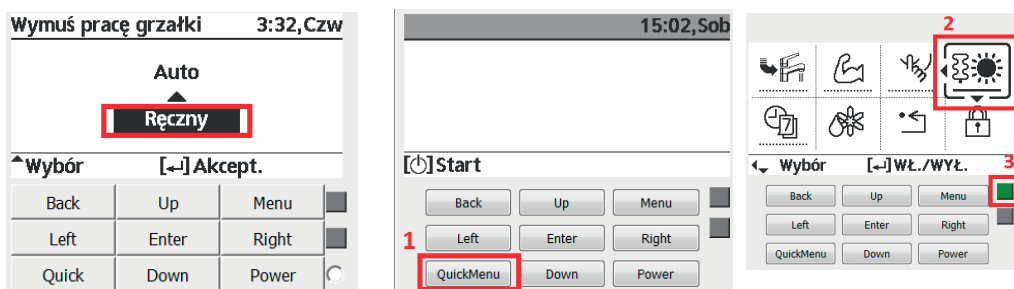 Wymuś pracę grzałki 3:32,Czw
Auto
Ręczny
Wybór [↵] Akcept.
Back Up Menu
Left Enter Right
Quick Down Power
15:02,Sob
[⏻]Start
Back Up Menu
1 Left Enter Right
QuickMenu Down Power
2
7
Wybór [↵]WŁ./WYŁ. 3
Back Up Menu
Left Enter Right
QuickMenu Down Power